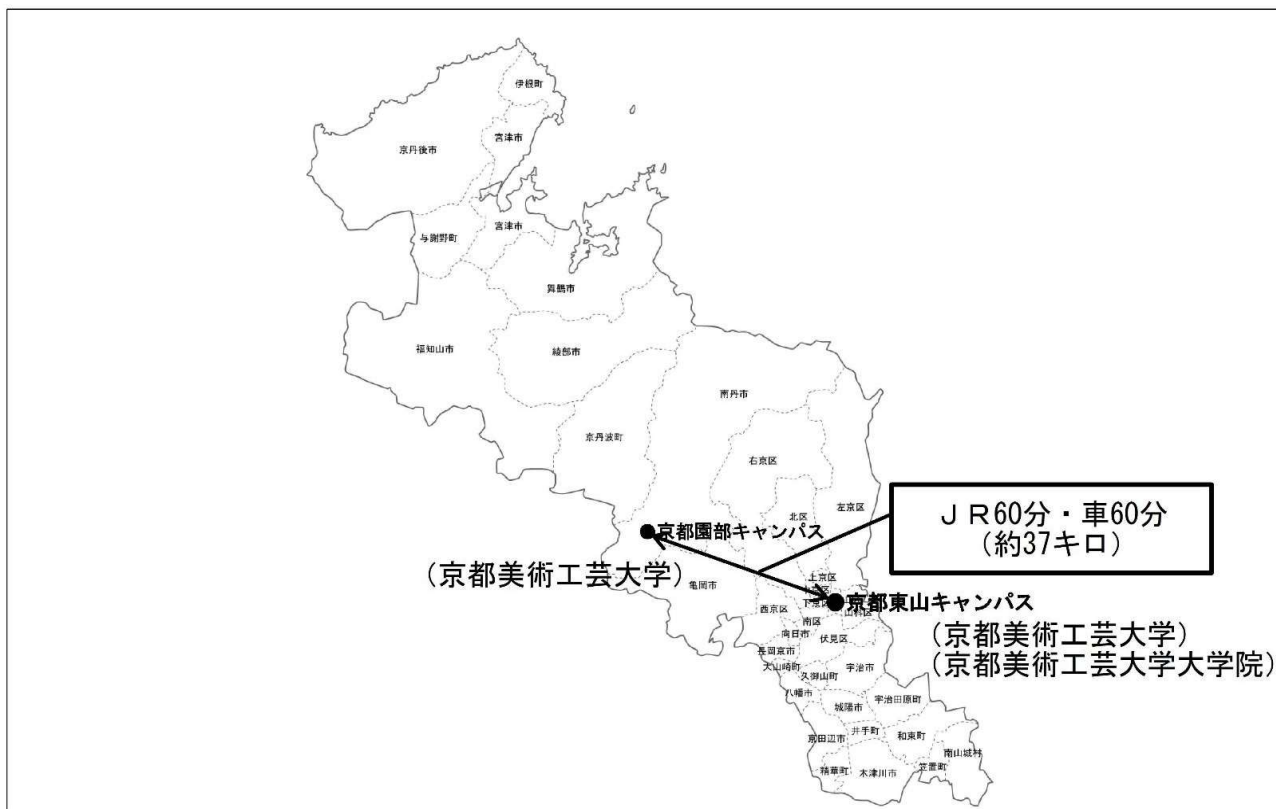 伊根町
宮津市
京丹後市
宮津市
与謝野町
舞鶴市
福知山市
綾部市
南丹市
京丹波町
右京区
左京区
北区
ＪＲ60分・車60分
（約37キロ）
京都園部キャンパス
（京都美術工芸大学）
亀岡市
上京区
下京区
京都東山キャンパス
山科区
西京区
南区
（京都美術工芸大学）
（京都美術工芸大学大学院）
向日市
伏見区
長岡京市
大山崎町
宇治市
久御山町
八幡市
宇治田原町
城陽市
井手町
京田辺市
和束町
南山城村
笠置町
精華町
木津川市